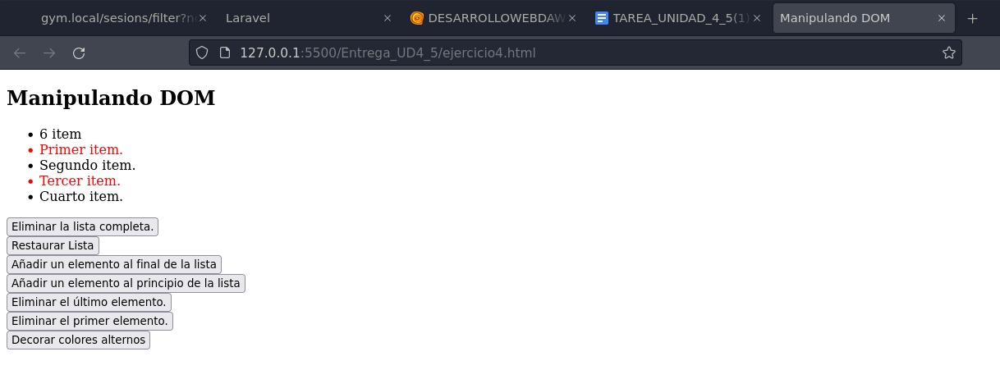 gym.local/sesions/filter?n
Laravel
DESARROLLOWEBDAW
TAREA_UNIDAD_4_5(1)
Manipulando DOM
127.0.0.1:5500/Entrega_UD4_5/ejercicio4.html
Manipulando DOM
6 item
Primer item.
Segundo item.
Tercer item.
Cuarto item.
Eliminar la lista completa.
Restaurar Lista
Añadir un elemento al final de la lista
Añadir un elemento al principio de la lista
Eliminar el último elemento.
Eliminar el primer elemento.
Decorar colores alternos